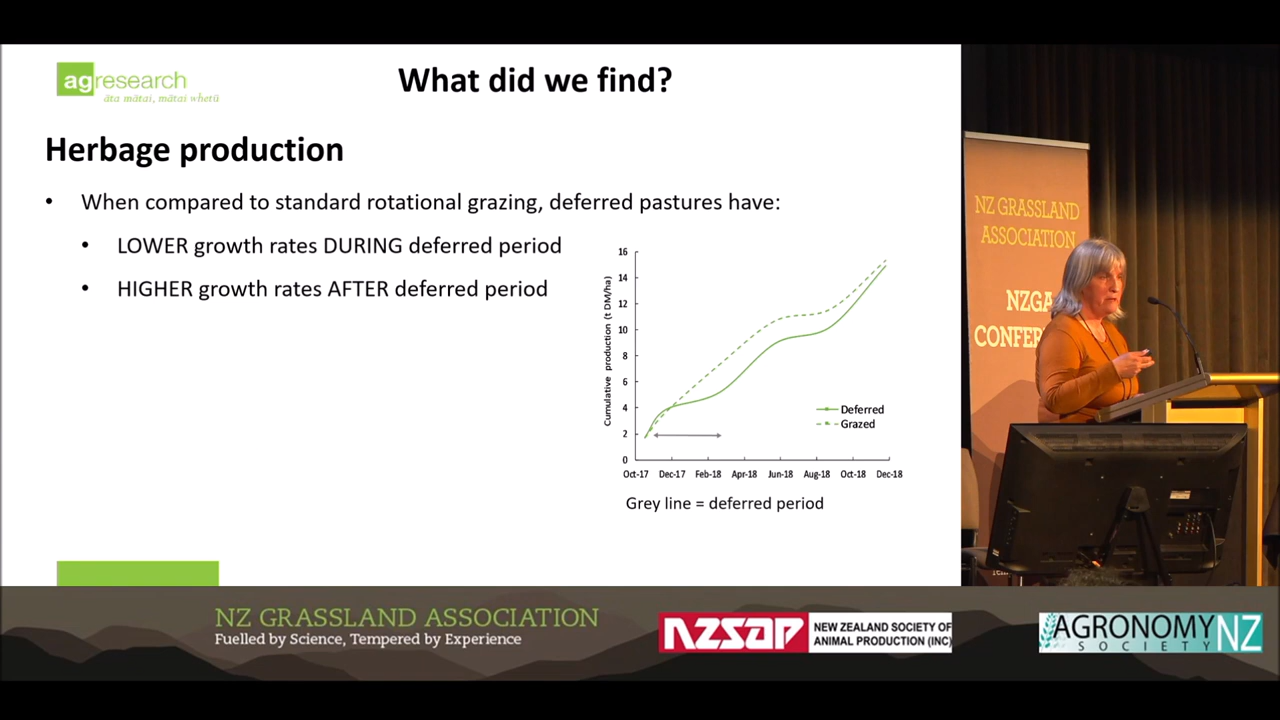 agresearch
āta mātai, mātai whetū
What did we find?
Herbage production
• When compared to standard rotational grazing, deferred pastures have:
• LOWER growth rates DURING deferred period
• HIGHER growth rates AFTER deferred period
Cumulative production (t DM/ha)
16
14
12
10
8
6
4
2
0
Oct-17 Dec-17 Feb-18 Apr-18 Jun-18 Aug-18 Oct-18 Dec-18
Deferred
Grazed
Grey line = deferred period
NZ GRASSLAND
ASSOCIATION
NZGA
CONFER
NZ GRASSLAND ASSOCIATION
Fuelled by Science, Tempered by Experience
NZSAP
NEW ZEALAND SOCIETY OF
ANIMAL PRODUCTION (INC)
AGRONOMY NZ
SOCIETY